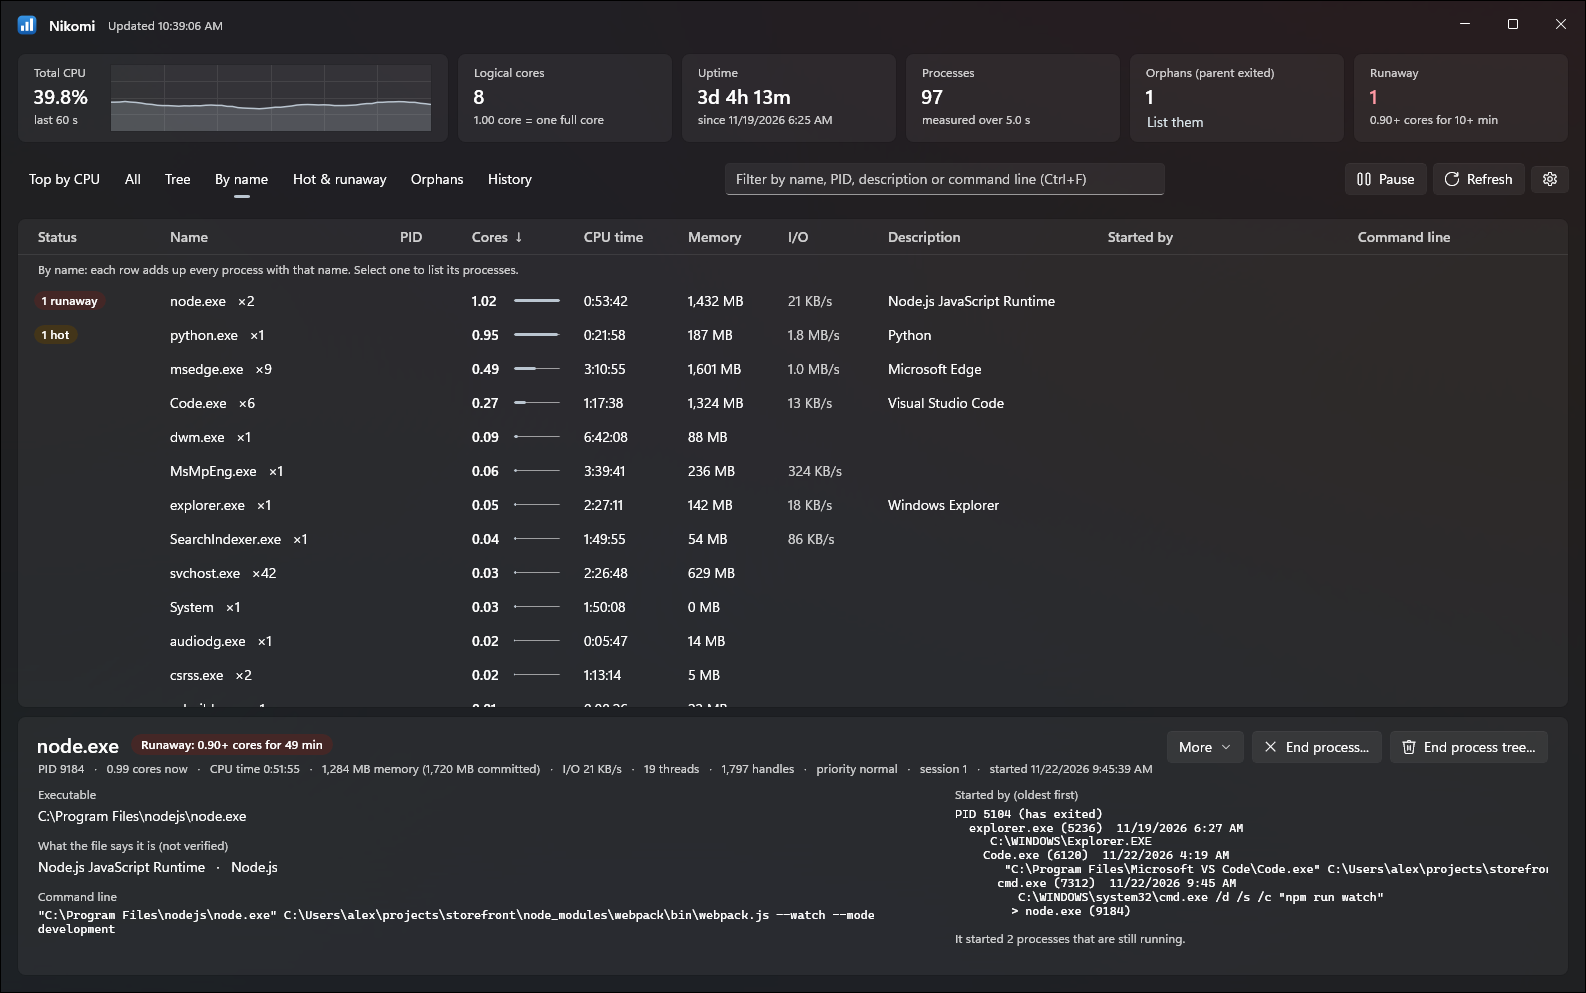 Nikomi Updated 10:39:06 AM
Total CPU
39.8%
last 60 s
Logical cores
8
1.00 core = one full core
Uptime
3d 4h 13m
since 11/19/2026 6:25 AM
Processes
97
measured over 5.0 s
Orphans (parent exited)
1
List them
Runaway
1
0.90+ cores for 10+ min
Top by CPU All Tree By name Hot & runaway Orphans History
Filter by name, PID, description or command line (Ctrl+F)
Pause Refresh
Status Name PID Cores ↓ CPU time Memory I/O Description Started by Command line
By name: each row adds up every process with that name. Select one to list its processes.
1 runaway node.exe ×2 1.02 0:53:42 1,432 MB 21 KB/s Node.js JavaScript Runtime
1 hot python.exe ×1 0.95 0:21:58 187 MB 1.8 MB/s Python
msedge.exe ×9 0.49 3:10:55 1,601 MB 1.0 MB/s Microsoft Edge
Code.exe ×6 0.27 1:17:38 1,324 MB 13 KB/s Visual Studio Code
dwm.exe ×1 0.09 6:42:08 88 MB
MsMpEng.exe ×1 0.06 3:39:41 236 MB 324 KB/s
explorer.exe ×1 0.05 2:27:11 142 MB 18 KB/s Windows Explorer
SearchIndexer.exe ×1 0.04 1:49:55 54 MB 86 KB/s
svchost.exe ×42 0.03 2:26:48 629 MB
System ×1 0.03 1:50:08 0 MB
audiodg.exe ×1 0.02 0:05:47 14 MB
csrss.exe ×2 0.02 1:13:14 5 MB
node.exe Runaway: 0.90+ cores for 49 min
More End process... End process tree...
PID 9184 · 0.99 cores now · CPU time 0:51:55 · 1,284 MB memory (1,720 MB committed) · I/O 21 KB/s · 19 threads · 1,797 handles · priority normal · session 1 · started 11/22/2026 9:45:39 AM
Executable
C:\Program Files\nodejs\node.exe
What the file says it is (not verified)
Node.js JavaScript Runtime · Node.js
Command line
"C:\Program Files\nodejs\node.exe" C:\Users\alex\projects\storefront\node_modules\webpack\bin\webpack.js --watch --mode
development
Started by (oldest first)
PID 5104 (has exited)
explorer.exe (5236) 11/19/2026 6:27 AM
C:\WINDOWS\Explorer.EXE
Code.exe (6120) 11/22/2026 4:19 AM
"C:\Program Files\Microsoft VS Code\Code.exe" C:\Users\alex\projects\storefro
cmd.exe (7312) 11/22/2026 9:45 AM
C:\WINDOWS\system32\cmd.exe /d /s /c "npm run watch"
> node.exe (9184)
It started 2 processes that are still running.